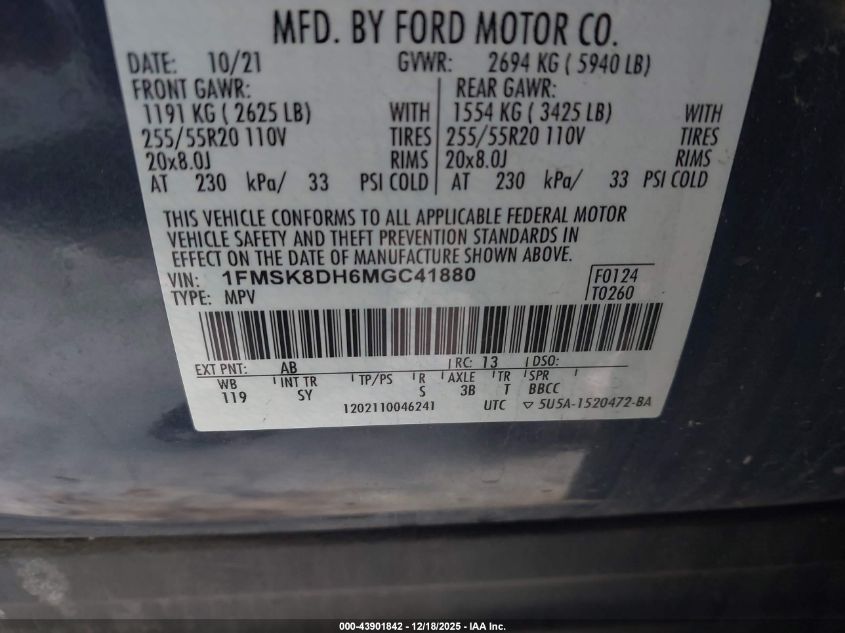 MFD. BY FORD MOTOR CO.
DATE: 10/21 GVWR: 2694 KG ( 5940 LB)
FRONT GAWR: REAR GAWR:
1191 KG ( 2625 LB) WITH 1554 KG ( 3425 LB) WITH
255/55R20 110V TIRES 255/55R20 110V TIRES
20x8.0J RIMS 20x8.0J RIMS
AT 230 kPa/ 33 PSI COLD AT 230 kPa/ 33 PSI COLD
THIS VEHICLE CONFORMS TO ALL APPLICABLE FEDERAL MOTOR
VEHICLE SAFETY AND THEFT PREVENTION STANDARDS IN
EFFECT ON THE DATE OF MANUFACTURE SHOWN ABOVE.
VIN: 1FMSK8DH6MGC41880 F0124
TYPE: MPV T0260
EXT PNT: AB RC: 13 DSO:
WB INT TR TP/PS R AXLE TR SPR
119 SY S 3B T BBCC
1202110046241 UTC ▽ 5U5A-1520472-BA
000-43901842 / 12/18/2025 - IAA Inc.